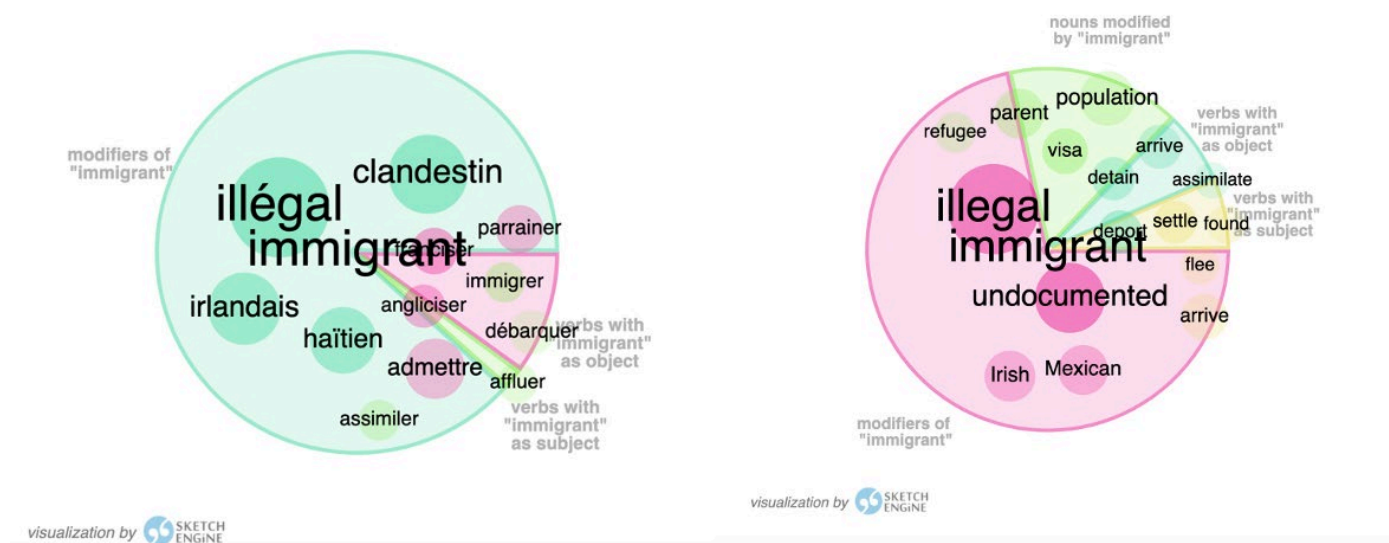 modifiers of
"immigrant"
clandestin
illégal
parrainer
immigrant
franciser
immigrer
irlandais
angliciser
haïtien
débarquer
verbs with
"immigrant"
as object
admettre
affluer
assimiler
verbs with
"immigrant"
as subject
visualization by SKETCH
ENGINE
nouns modified
by "immigrant"
population
parent
refugee
visa
arrive
verbs with
"immigrant"
as object
detain
assimilate
illegal
verbs with
"immigrant"
as subject
settle
found
deport
immigrant
flee
undocumented
arrive
Irish
Mexican
modifiers of
"immigrant"
visualization by SKETCH
ENGINE